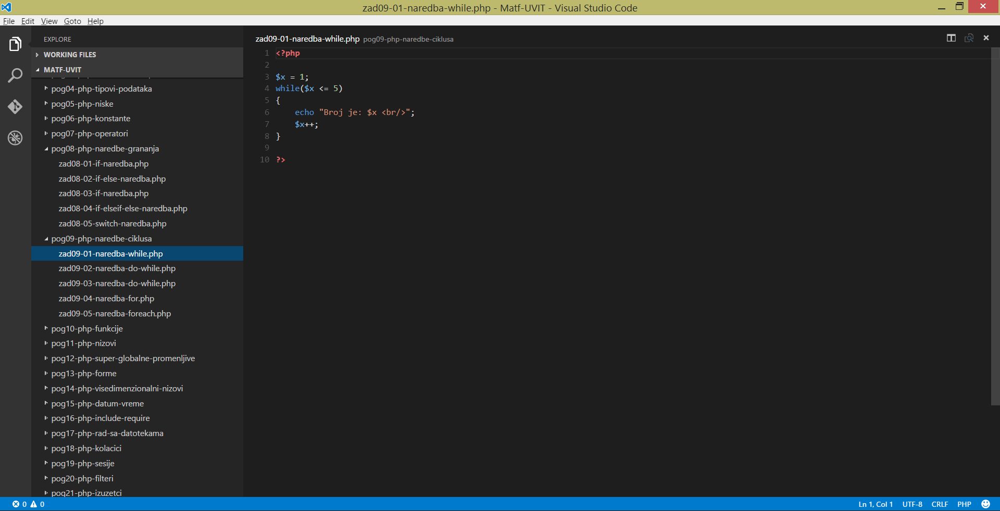 zad09-01-naredba-while.php - Matf-UVIT - Visual Studio Code
File Edit View Goto Help
EXPLORE
WORKING FILES
MATF-UVIT
pog04-php-tipovi-podataka
pog05-php-niske
pog06-php-konstante
pog07-php-operatori
pog08-php-naredbe-grananja
zad08-01-if-naredba.php
zad08-02-if-else-naredba.php
zad08-03-if-naredba.php
zad08-04-if-elseif-else-naredba.php
zad08-05-switch-naredba.php
pog09-php-naredbe-ciklusa
zad09-01-naredba-while.php
zad09-02-naredba-do-while.php
zad09-03-naredba-do-while.php
zad09-04-naredba-for.php
zad09-05-naredba-foreach.php
pog10-php-funkcije
pog11-php-nizovi
pog12-php-super-globalne-promenljive
pog13-php-forme
pog14-php-visedimenzionalni-nizovi
pog15-php-datum-vreme
pog16-php-include-require
pog17-php-rad-sa-datotekama
pog18-php-kolacici
pog19-php-sesije
pog20-php-filteri
pog21-php-izuzetci
zad09-01-naredba-while.php pog09-php-naredbe-ciklusa
1 <?php
2
3 $x = 1;
4 while($x <= 5)
5 {
6     echo "Broj je: $x <br/>";
7     $x++;
8 }
9
10 ?>
0 0
Ln 1, Col 1 UTF-8 CRLF PHP